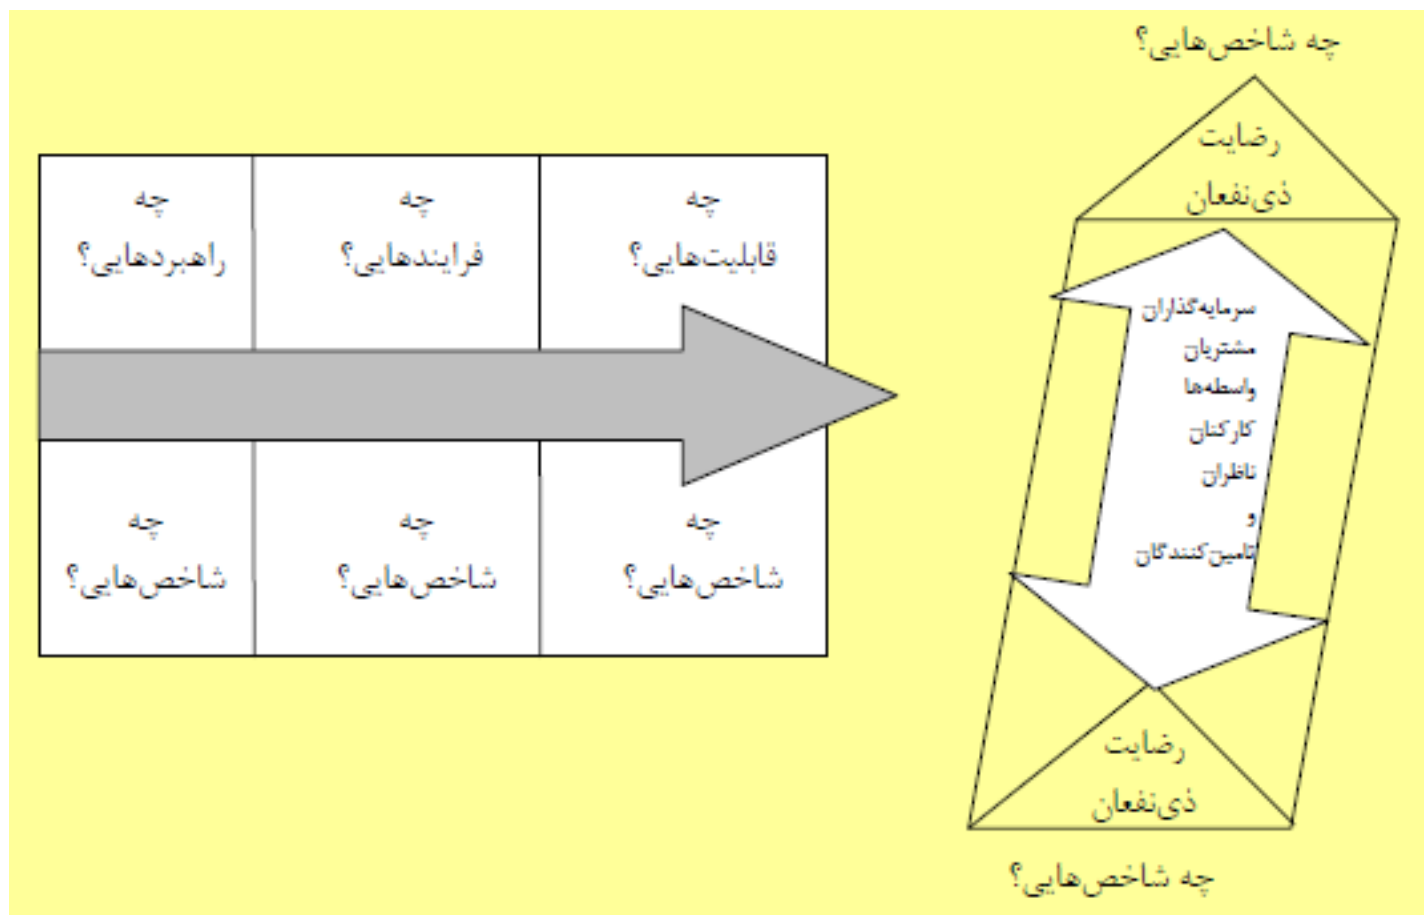 چه شاخص‌هایی؟
رضایت
ذی‌نفعان
سرمایه‌گذاران
مشتریان
واسطه‌ها
کارکنان
ناظران
و
تامین‌کنندگان
رضایت
ذی‌نفعان
چه شاخص‌هایی؟
چه
قابلیت‌هایی؟
چه
فرایندهایی؟
چه
راهبردهایی؟
چه
شاخص‌هایی؟
چه
شاخص‌هایی؟
چه
شاخص‌هایی؟